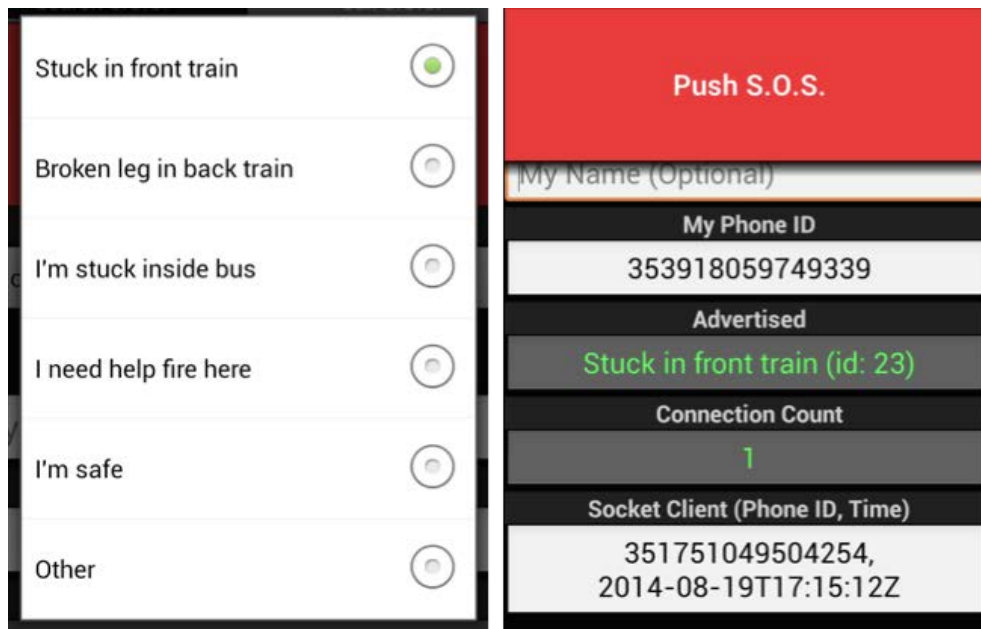 Stuck in front train
Broken leg in back train
I'm stuck inside bus
I need help fire here
I'm safe
Other
Push S.O.S.
My Name (Optional)
My Phone ID
353918059749339
Advertised
Stuck in front train (id: 23)
Connection Count
1
Socket Client (Phone ID, Time)
351751049504254,
2014-08-19T17:15:12Z